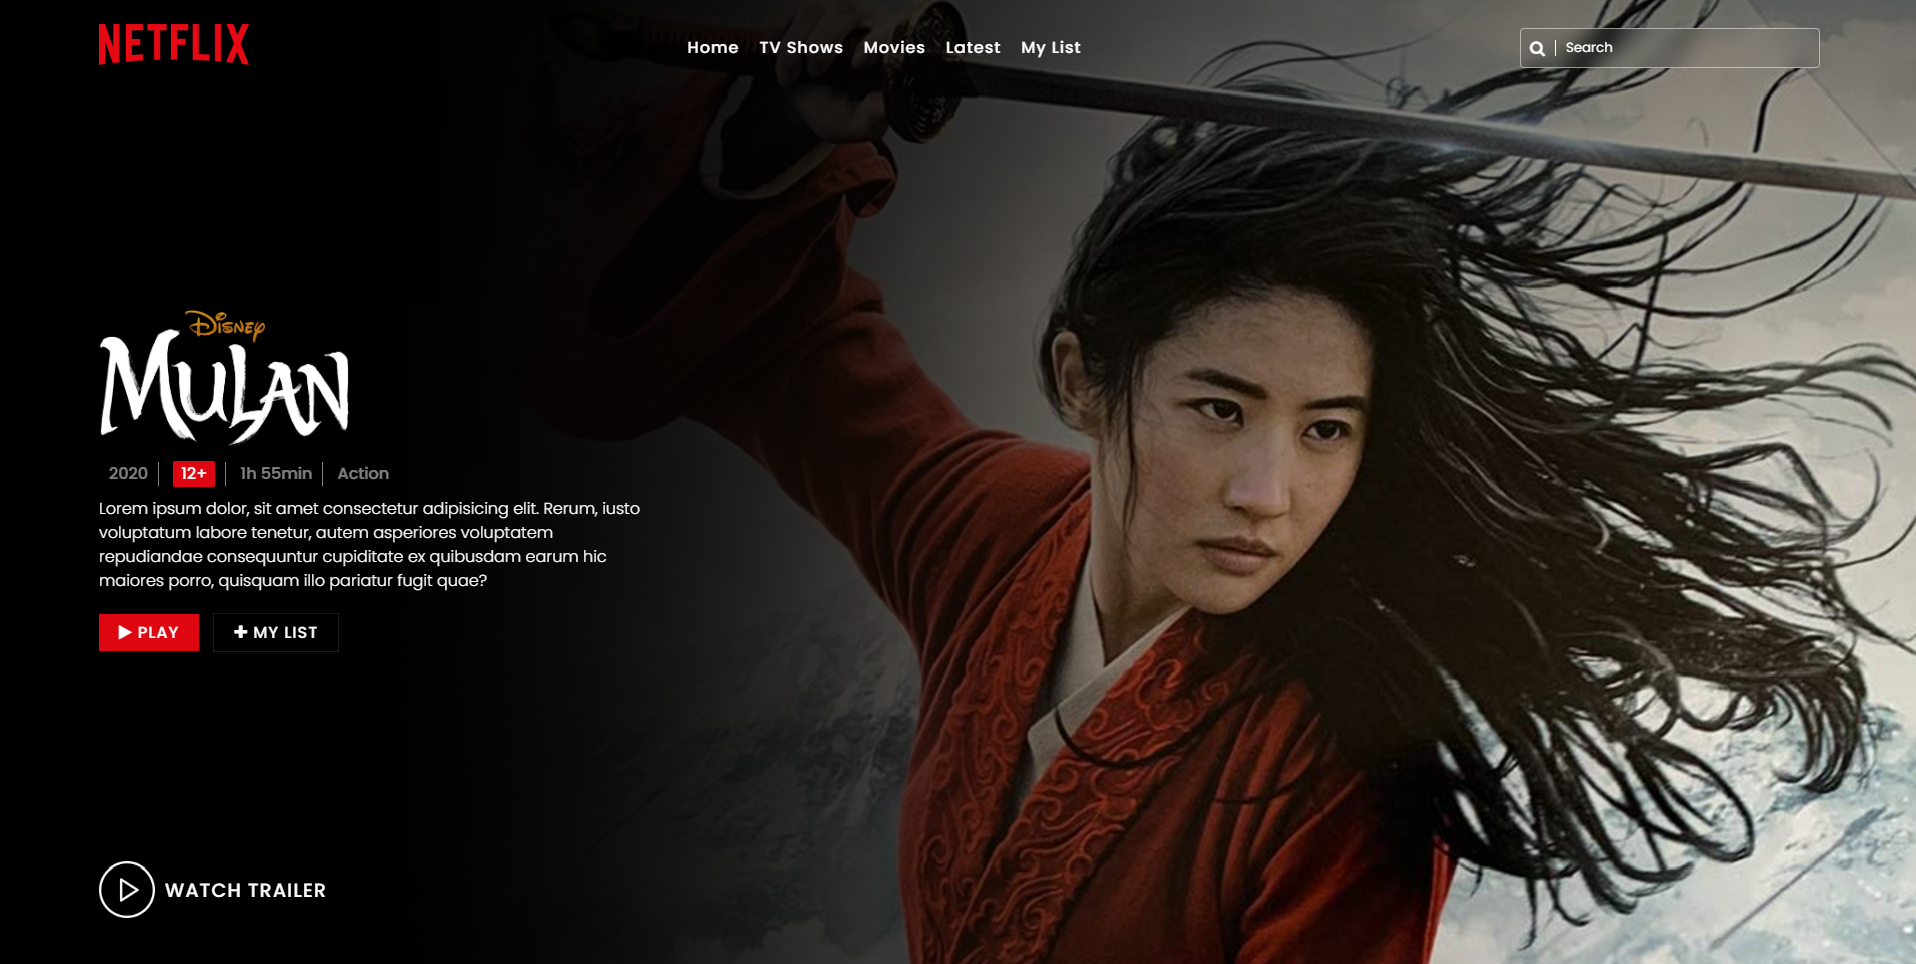 NETFLIX
Home TV Shows Movies Latest My List
Search
Disney
MULAN
2020 12+ 1h 55min Action
Lorem ipsum dolor, sit amet consectetur adipisicing elit. Rerum, iusto
voluptatum labore tenetur, autem asperiores voluptatem
repudiandae consequuntur cupiditate ex quibusdam earum hic
maiores porro, quisquam illo pariatur fugit quae?
PLAY MY LIST
WATCH TRAILER